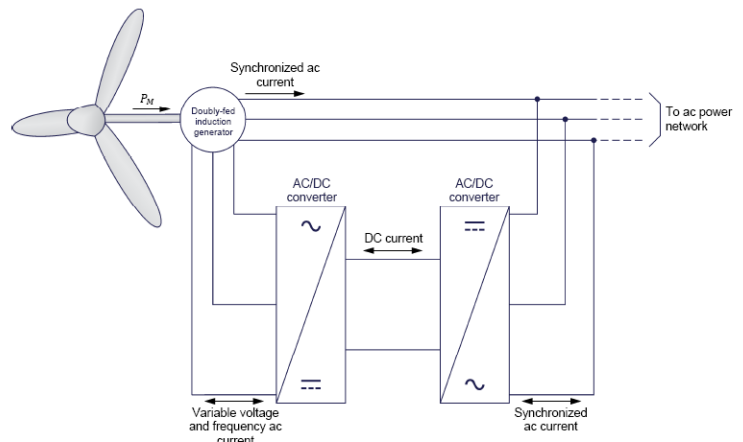 Synchronized ac
current
P_M
Doubly-fed
induction
generator
To ac power
network
AC/DC
converter
AC/DC
converter
DC current
Variable voltage
and frequency ac
current
Synchronized
ac current